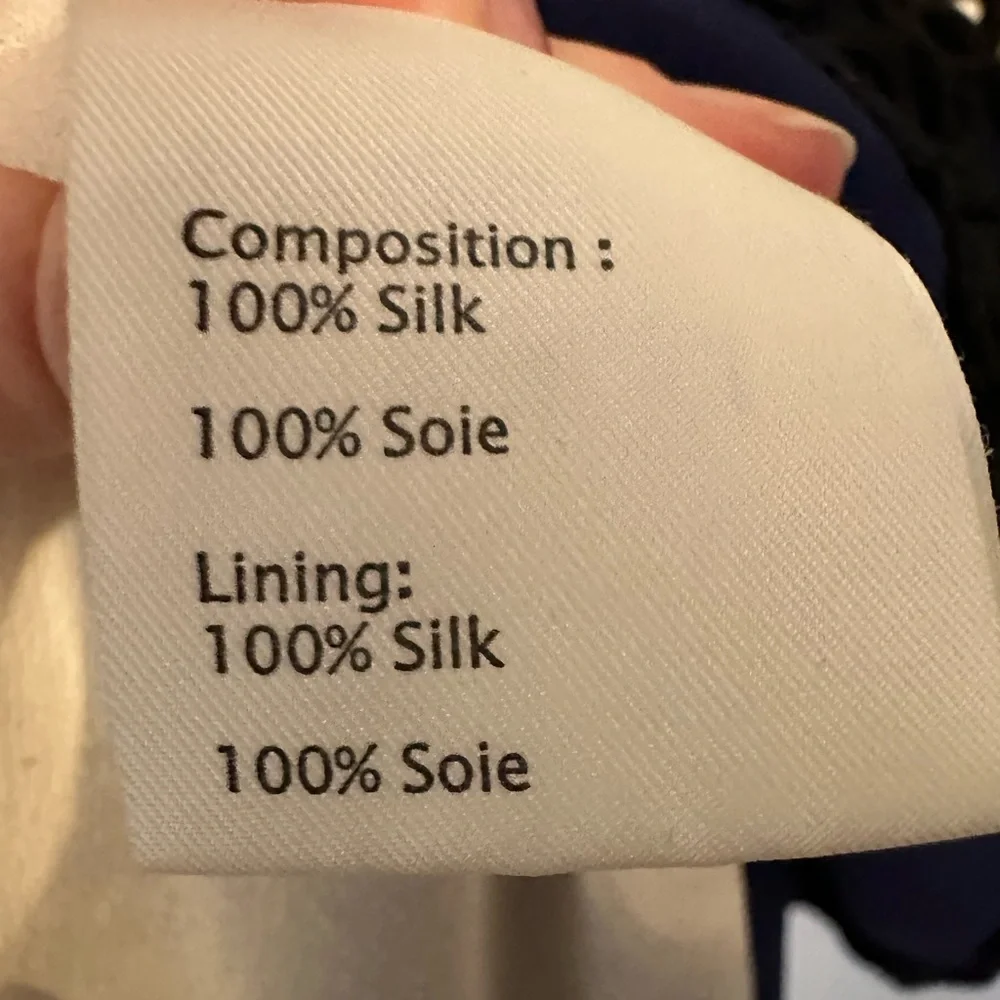 Composition :
100% Silk
100% Soie
Lining:
100% Silk
100% Soie